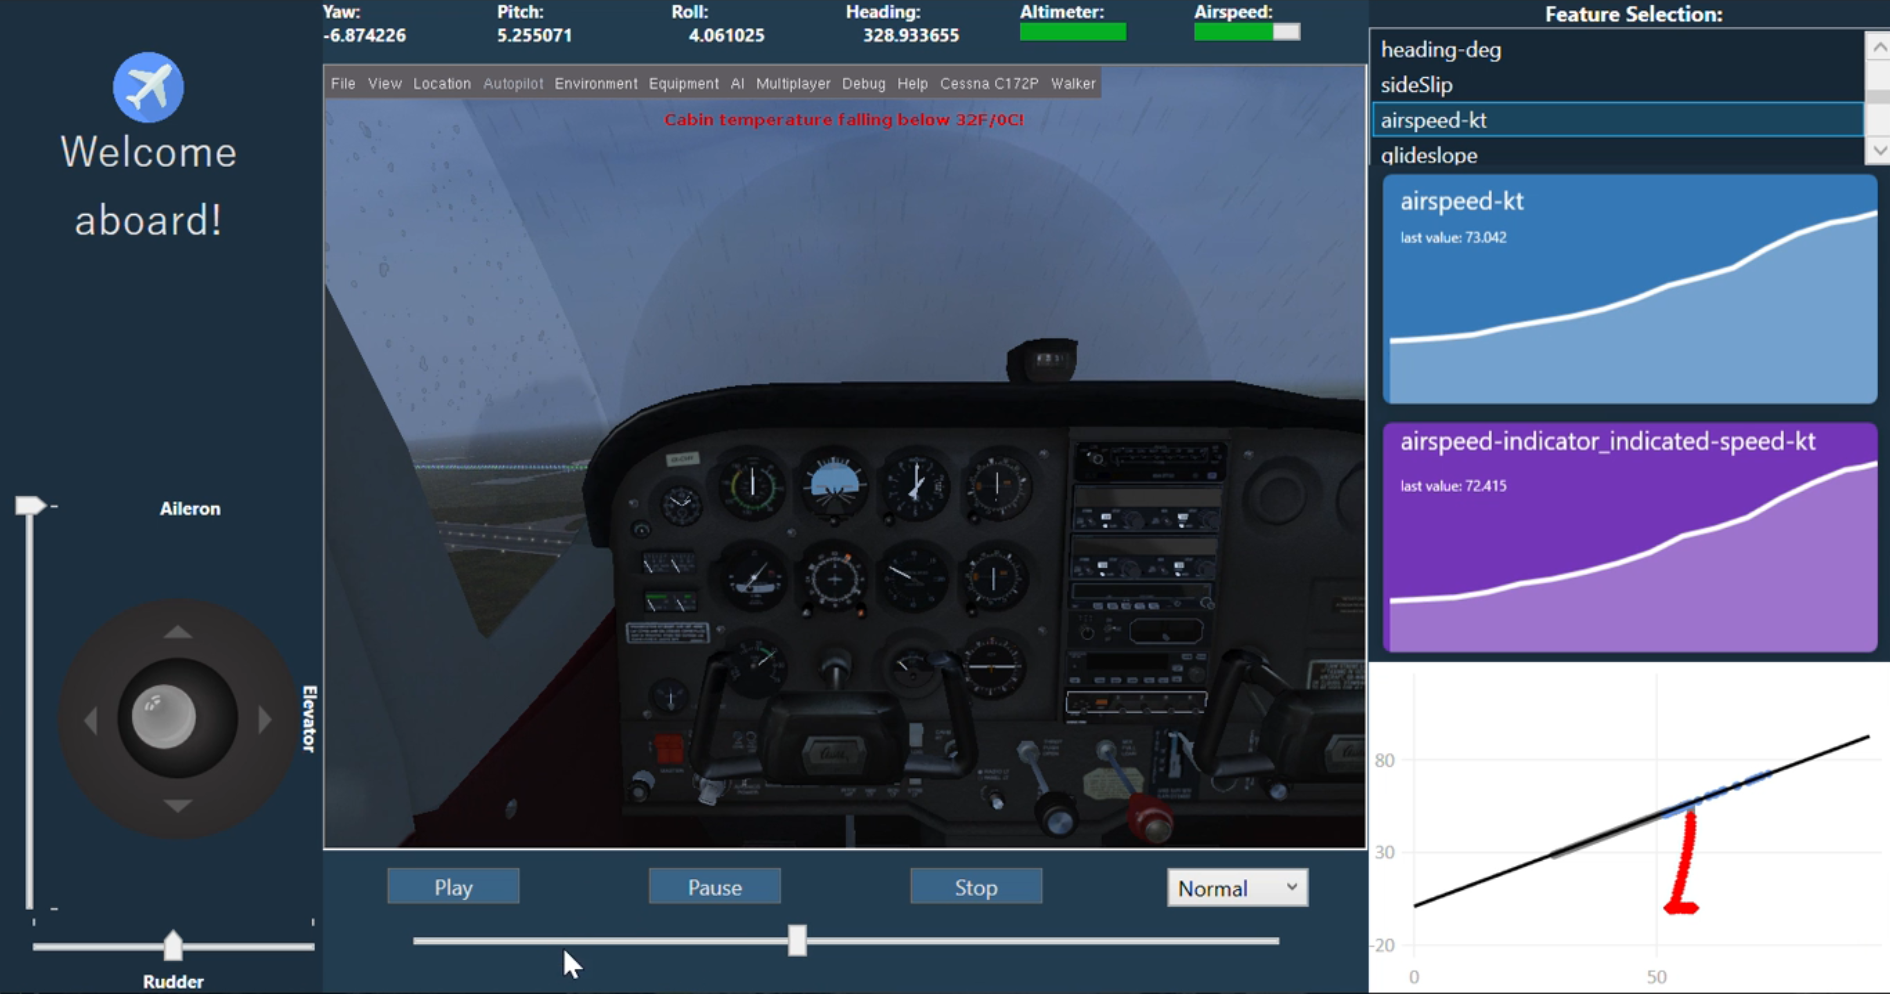 Welcome
aboard!
Yaw:
-6.874226
Pitch:
5.255071
Roll:
4.061025
Heading:
328.933655
Altimeter:
Airspeed:
File View Location Autopilot Environment Equipment AI Multiplayer Debug Help Cessna C172P Walker
Cabin temperature falling below 32F/0C!
Aileron
Elevator
Rudder
Play
Pause
Stop
Normal
Feature Selection:
heading-deg
sideSlip
airspeed-kt
glideslope
airspeed-kt
last value: 73.042
airspeed-indicator_indicated-speed-kt
last value: 72.415
80
30
-20
0
50